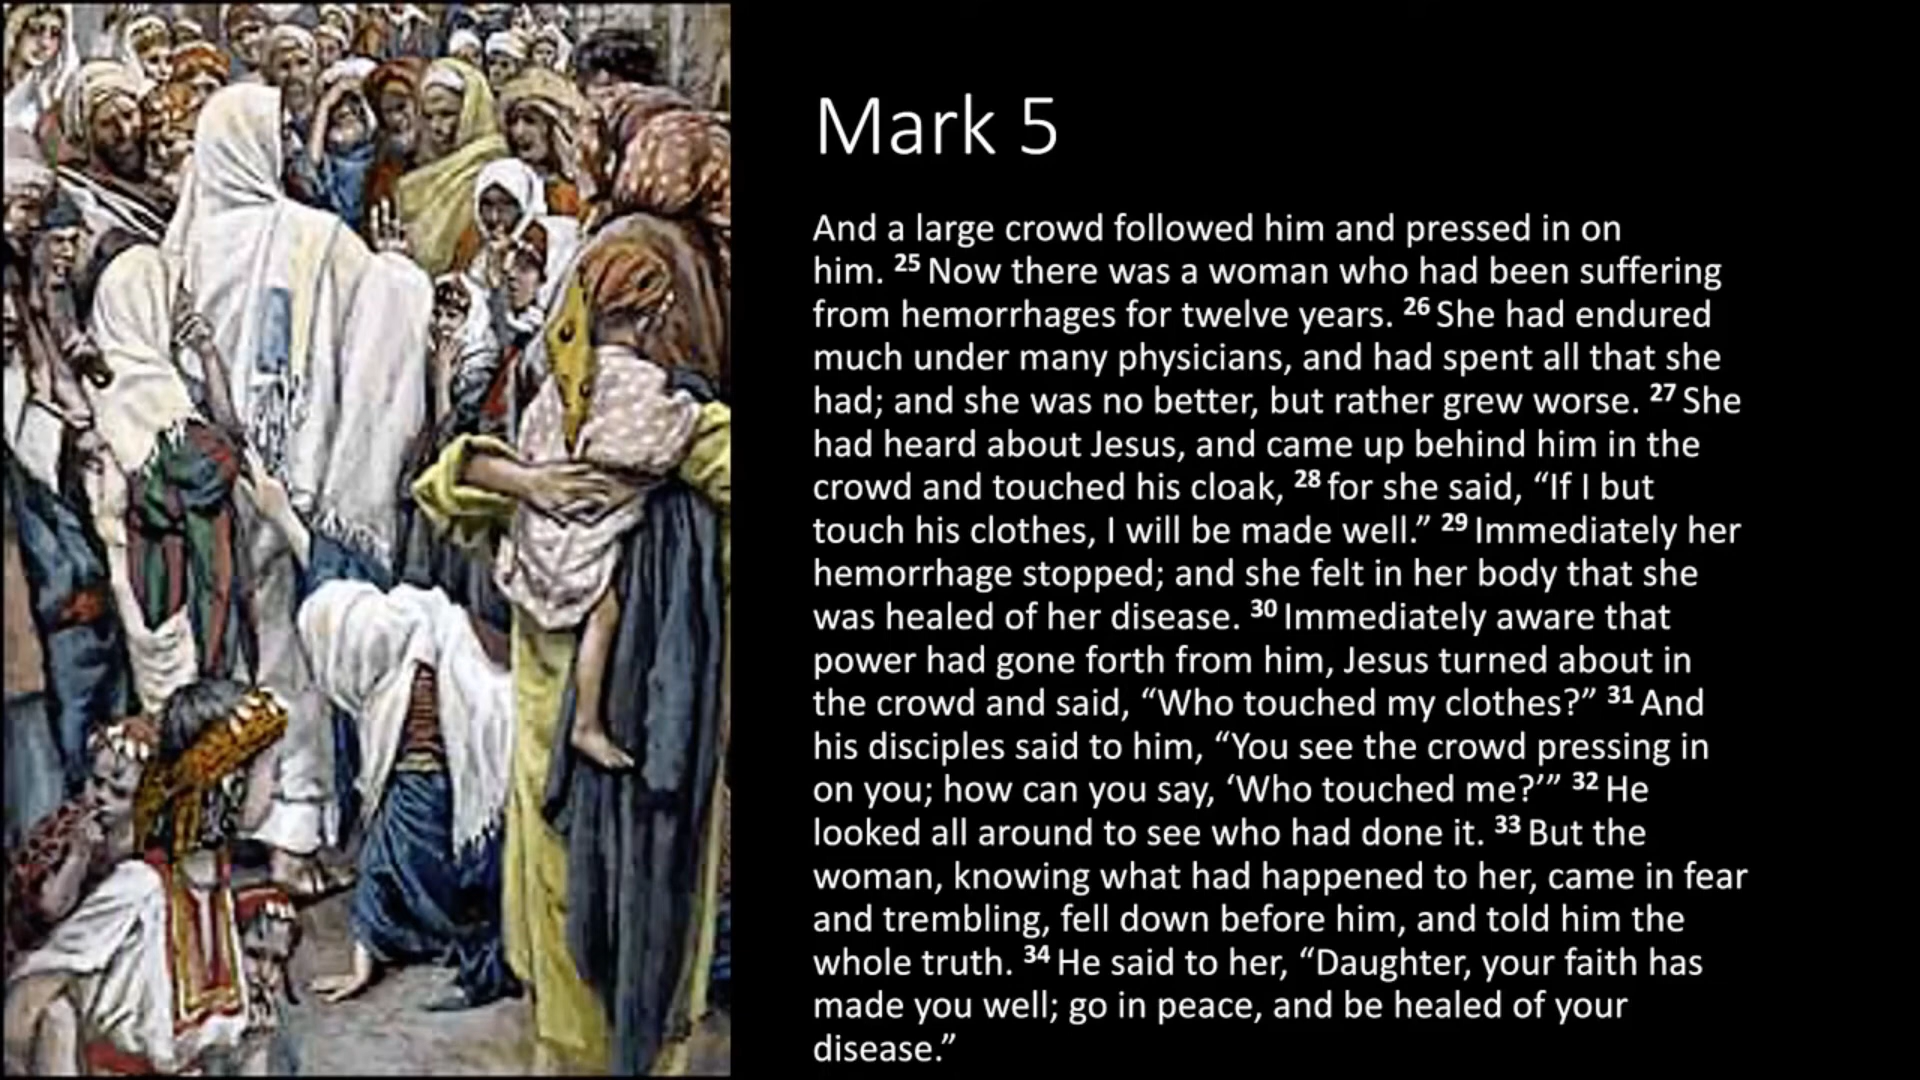 Mark 5
And a large crowd followed him and pressed in on
him. 25 Now there was a woman who had been suffering
from hemorrhages for twelve years. 26 She had endured
much under many physicians, and had spent all that she
had; and she was no better, but rather grew worse. 27 She
had heard about Jesus, and came up behind him in the
crowd and touched his cloak, 28 for she said, “If I but
touch his clothes, I will be made well.” 29 Immediately her
hemorrhage stopped; and she felt in her body that she
was healed of her disease. 30 Immediately aware that
power had gone forth from him, Jesus turned about in
the crowd and said, “Who touched my clothes?” 31 And
his disciples said to him, “You see the crowd pressing in
on you; how can you say, ‘Who touched me?’” 32 He
looked all around to see who had done it. 33 But the
woman, knowing what had happened to her, came in fear
and trembling, fell down before him, and told him the
whole truth. 34 He said to her, “Daughter, your faith has
made you well; go in peace, and be healed of your
disease.”